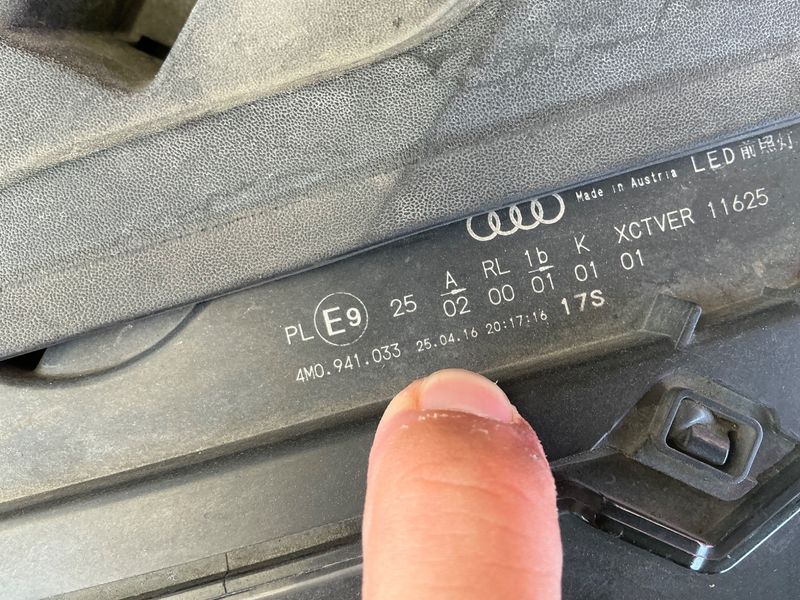 Made in Austria LED前照灯
A RL 1b K XCTVER 11625
PL E9 25 02 00 01 01 01
4M0.941.033 25.04.16 20:17:16 17S